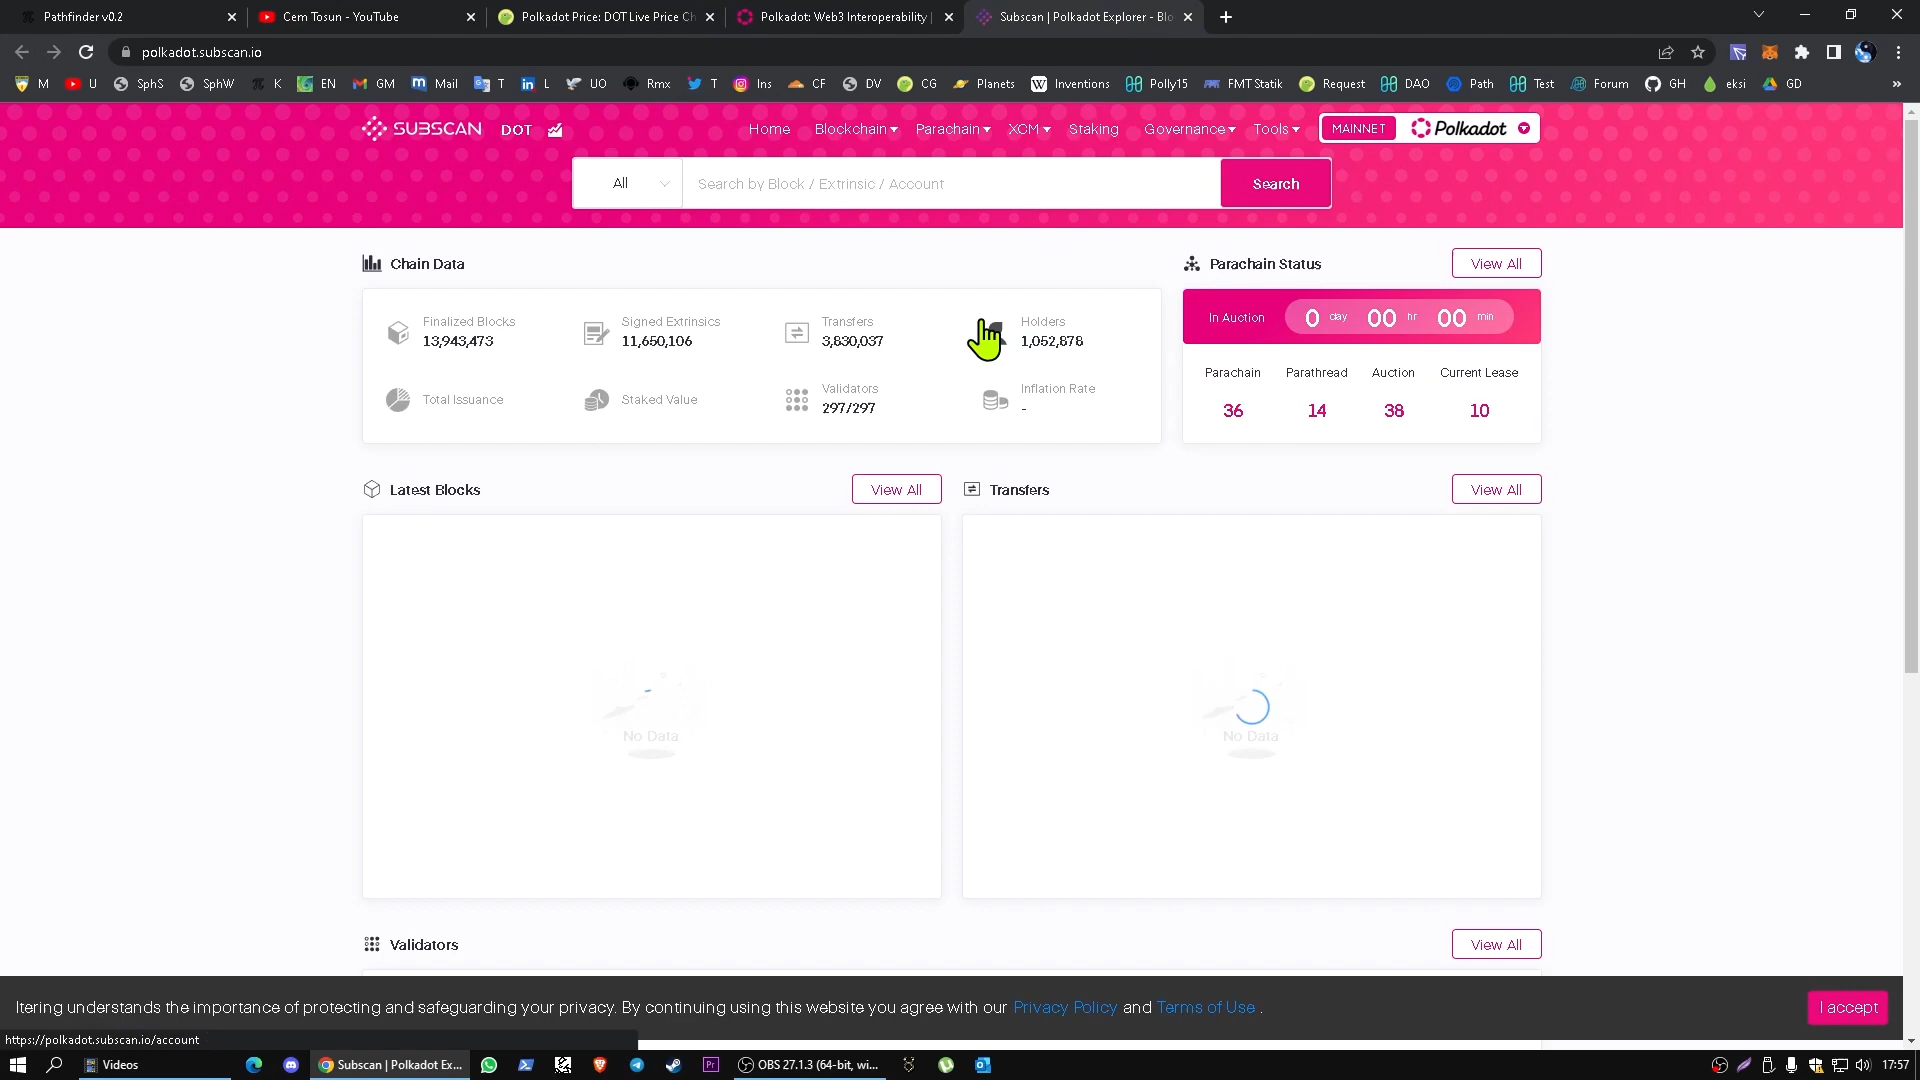 Pathfinder v0.2
Cem Tosun - YouTube
Polkadot Price: DOT Live Price Ch
Polkadot: Web3 Interoperability |
Subscan | Polkadot Explorer - Blo
polkadot.subscan.io
M U SphS SphW K EN GM Mail T L UO Rmx T Ins CF DV CG Planets Inventions Polly15 FMT Statik Request DAO Path Test Forum GH eksi GD »
SUBSCAN DOT Home Blockchain Parachain XCM Staking Governance Tools MAINNET Polkadot
All Search by Block / Extrinsic / Account Search
Chain Data
Finalized Blocks
13,943,473
Signed Extrinsics
11,650,106
Transfers
3,830,037
Holders
1,052,878
Total Issuance
Staked Value
Validators
297/297
Inflation Rate
-
Parachain Status View All
In Auction 0 day 00 hr 00 min
Parachain Parathread Auction Current Lease
36 14 38 10
Latest Blocks View All
No Data
Transfers View All
No Data
Validators View All
Itering understands the importance of protecting and safeguarding your privacy. By continuing using this website you agree with our Privacy Policy and Terms of Use . I accept
https://polkadot.subscan.io/account
Videos Subscan | Polkadot Ex... Pr OBS 27.1.3 (64-bit, wi... 17:57